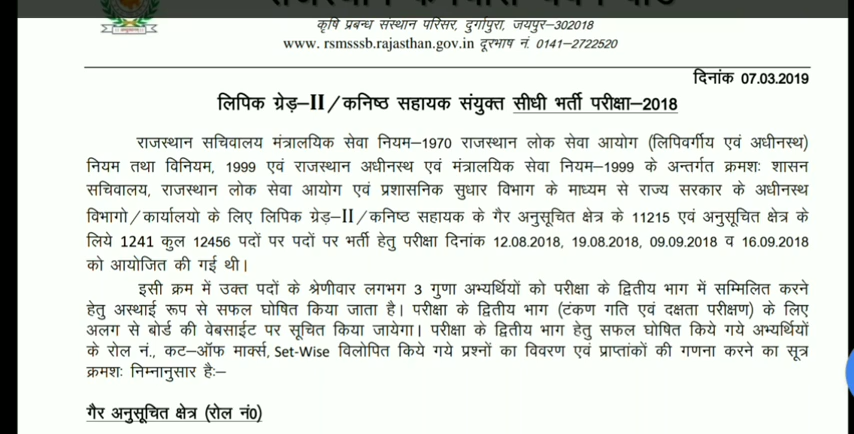 कृषि प्रबन्ध संस्थान परिसर, दुर्गापुरा, जयपुर–302018
www. rsmsssb.rajasthan.gov.in दूरभाष नं. 0141–2722520
दिनांक 07.03.2019
लिपिक ग्रेड़–II/कनिष्ठ सहायक संयुक्त सीधी भर्ती परीक्षा–2018
राजस्थान सचिवालय मंत्रालयिक सेवा नियम–1970 राजस्थान लोक सेवा आयोग (लिपिवर्गीय एवं अधीनस्थ)
नियम तथा विनियम, 1999 एवं राजस्थान अधीनस्थ एवं मंत्रालयिक सेवा नियम–1999 के अन्तर्गत क्रमशः शासन
सचिवालय, राजस्थान लोक सेवा आयोग एवं प्रशासनिक सुधार विभाग के माध्यम से राज्य सरकार के अधीनस्थ
विभागो/कार्यालयो के लिए लिपिक ग्रेड़–II/कनिष्ठ सहायक के गैर अनुसूचित क्षेत्र के 11215 एवं अनुसूचित क्षेत्र के
लिये 1241 कुल 12456 पदों पर पदों पर भर्ती हेतु परीक्षा दिनांक 12.08.2018, 19.08.2018, 09.09.2018 व 16.09.2018
को आयोजित की गई थी।
इसी क्रम में उक्त पदों के श्रेणीवार लगभग 3 गुणा अभ्यर्थियों को परीक्षा के द्वितीय भाग में सम्मिलित करने
हेतु अस्थाई रूप से सफल घोषित किया जाता है। परीक्षा के द्वितीय भाग (टंकण गति एवं दक्षता परीक्षण) के लिए
अलग से बोर्ड की वेबसाईट पर सूचित किया जायेगा। परीक्षा के द्वितीय भाग हेतु सफल घोषित किये गये अभ्यर्थियों
के रोल नं., कट–ऑफ मार्क्स, Set-Wise विलोपित किये गये प्रश्नों का विवरण एवं प्राप्तांकों की गणना करने का सूत्र
क्रमशः निम्नानुसार हैः–
गैर अनुसूचित क्षेत्र (रोल नं0)